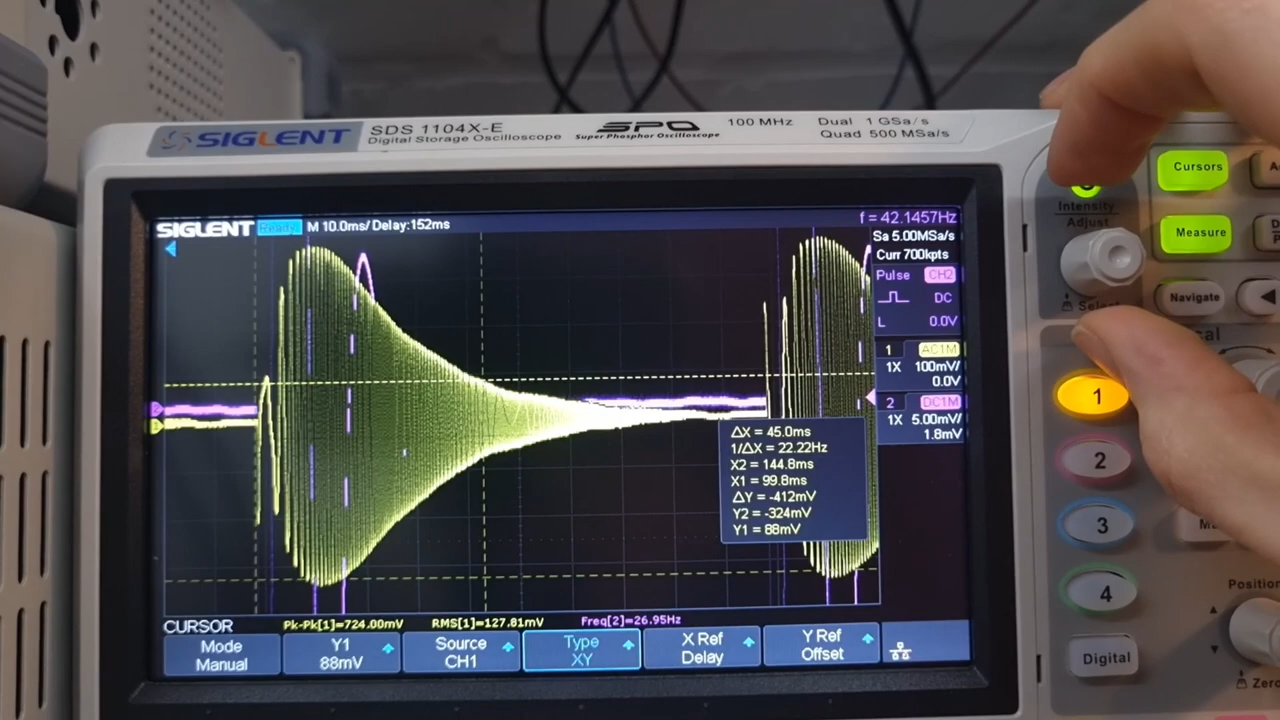 SIGLENT SDS 1104X-E SPO 100 MHz Dual 1 GSa/s
Digital Storage Oscilloscope Super Phosphor Oscilloscope Quad 500 MSa/s
SIGLENT Ready M 10.0ms/ Delay:152ms f = 42.1457Hz
Sa 5.00MSa/s
Curr 700kpts
Pulse CH2
DC
L 0.0V
1 AC1M
1X 100mV/
0.0V
2 DC1M
1X 5.00mV/
1.8mV
2
1
ΔX = 45.0ms
1/ΔX = 22.22Hz
X2 = 144.8ms
X1 = 99.8ms
ΔY = -412mV
Y2 = -324mV
Y1 = 88mV
CURSOR Pk-Pk[1]=724.00mV RMS[1]=127.81mV Freq[2]=26.95Hz
Mode Y1 Source Type X Ref Y Ref
Manual 88mV CH1 XY Delay Offset
Cursors
Intensity
Adjust
Measure
Select
Navigate
1
2
3
4
Digital
Position
Zero